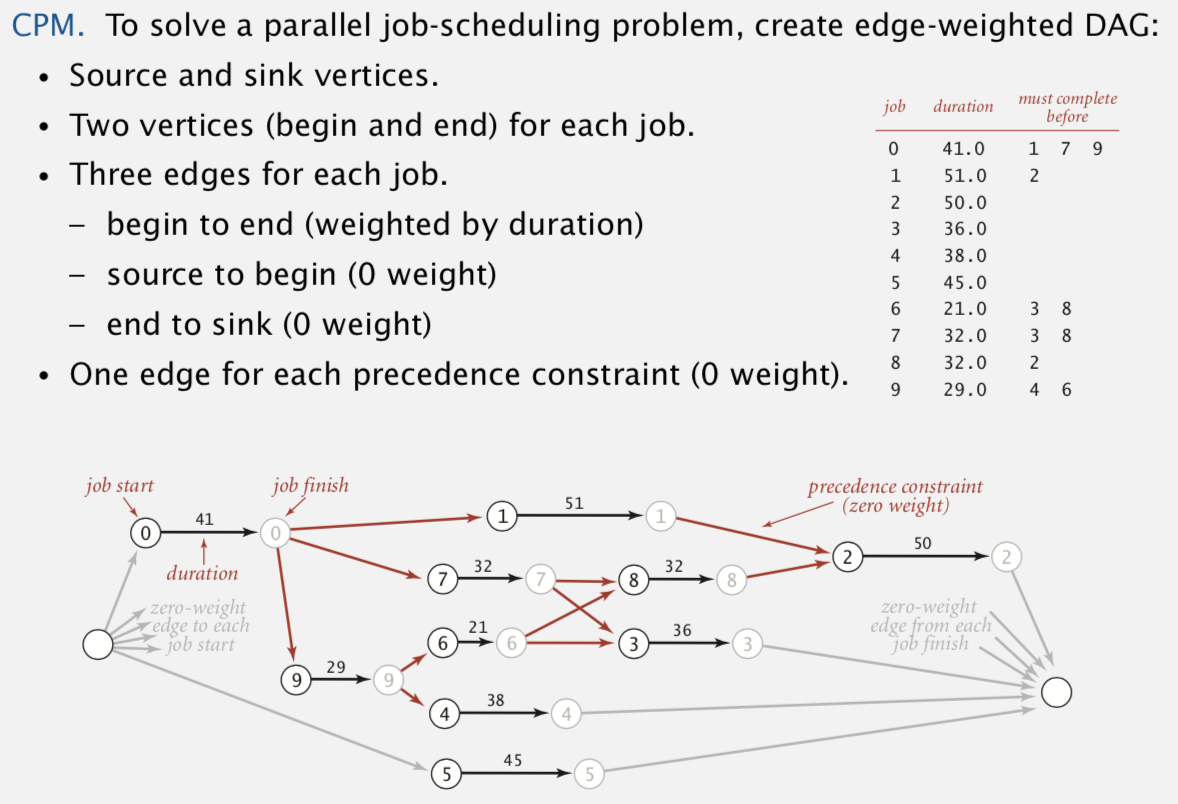 CPM. To solve a parallel job-scheduling problem, create edge-weighted DAG:
• Source and sink vertices.
• Two vertices (begin and end) for each job.
• Three edges for each job.
– begin to end (weighted by duration)
– source to begin (0 weight)
– end to sink (0 weight)
• One edge for each precedence constraint (0 weight).
job duration must complete before
0 41.0 1 7 9
1 51.0 2
2 50.0
3 36.0
4 38.0
5 45.0
6 21.0 3 8
7 32.0 3 8
8 32.0 2
9 29.0 4 6
job start
job finish
precedence constraint
(zero weight)
0 41 0
1 51 1
duration
2 50 2
7 32 7
8 32 8
zero-weight
edge to each
job start
zero-weight
edge from each
job finish
6 21 6
3 36 3
9 29 9
4 38 4
5 45 5